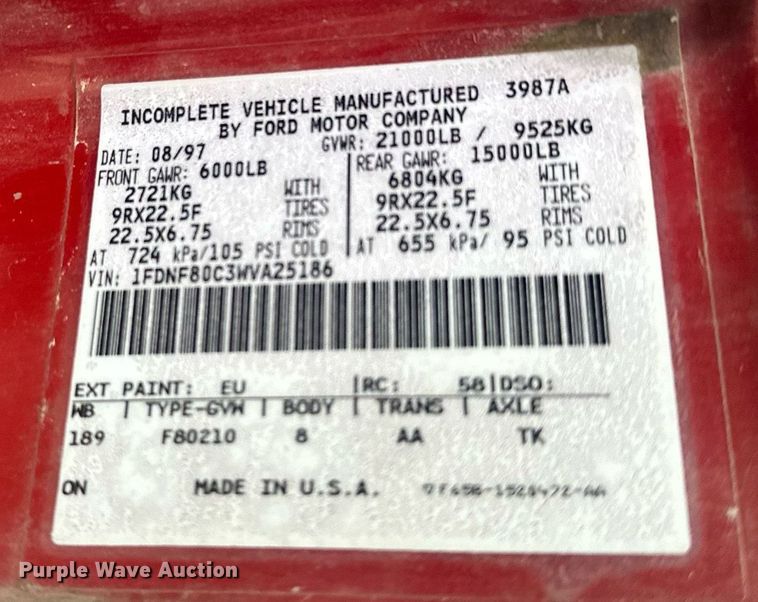 INCOMPLETE VEHICLE MANUFACTURED 3987A
BY FORD MOTOR COMPANY
DATE: 08/97 GVWR: 21000LB / 9525KG
FRONT GAWR: 6000LB REAR GAWR: 15000LB
2721KG WITH 6804KG WITH
9RX22.5F TIRES 9RX22.5F TIRES
22.5X6.75 RIMS 22.5X6.75 RIMS
AT 724 kPa/105 PSI COLD AT 655 kPa/ 95 PSI COLD
VIN: 1FDNF80C3WVA25186
EXT PAINT: EU |RC: 58|DSO:
WB | TYPE-GVW | BODY | TRANS | AXLE
189 F80210 8 AA TK
ON MADE IN U.S.A.
Purple Wave Auction